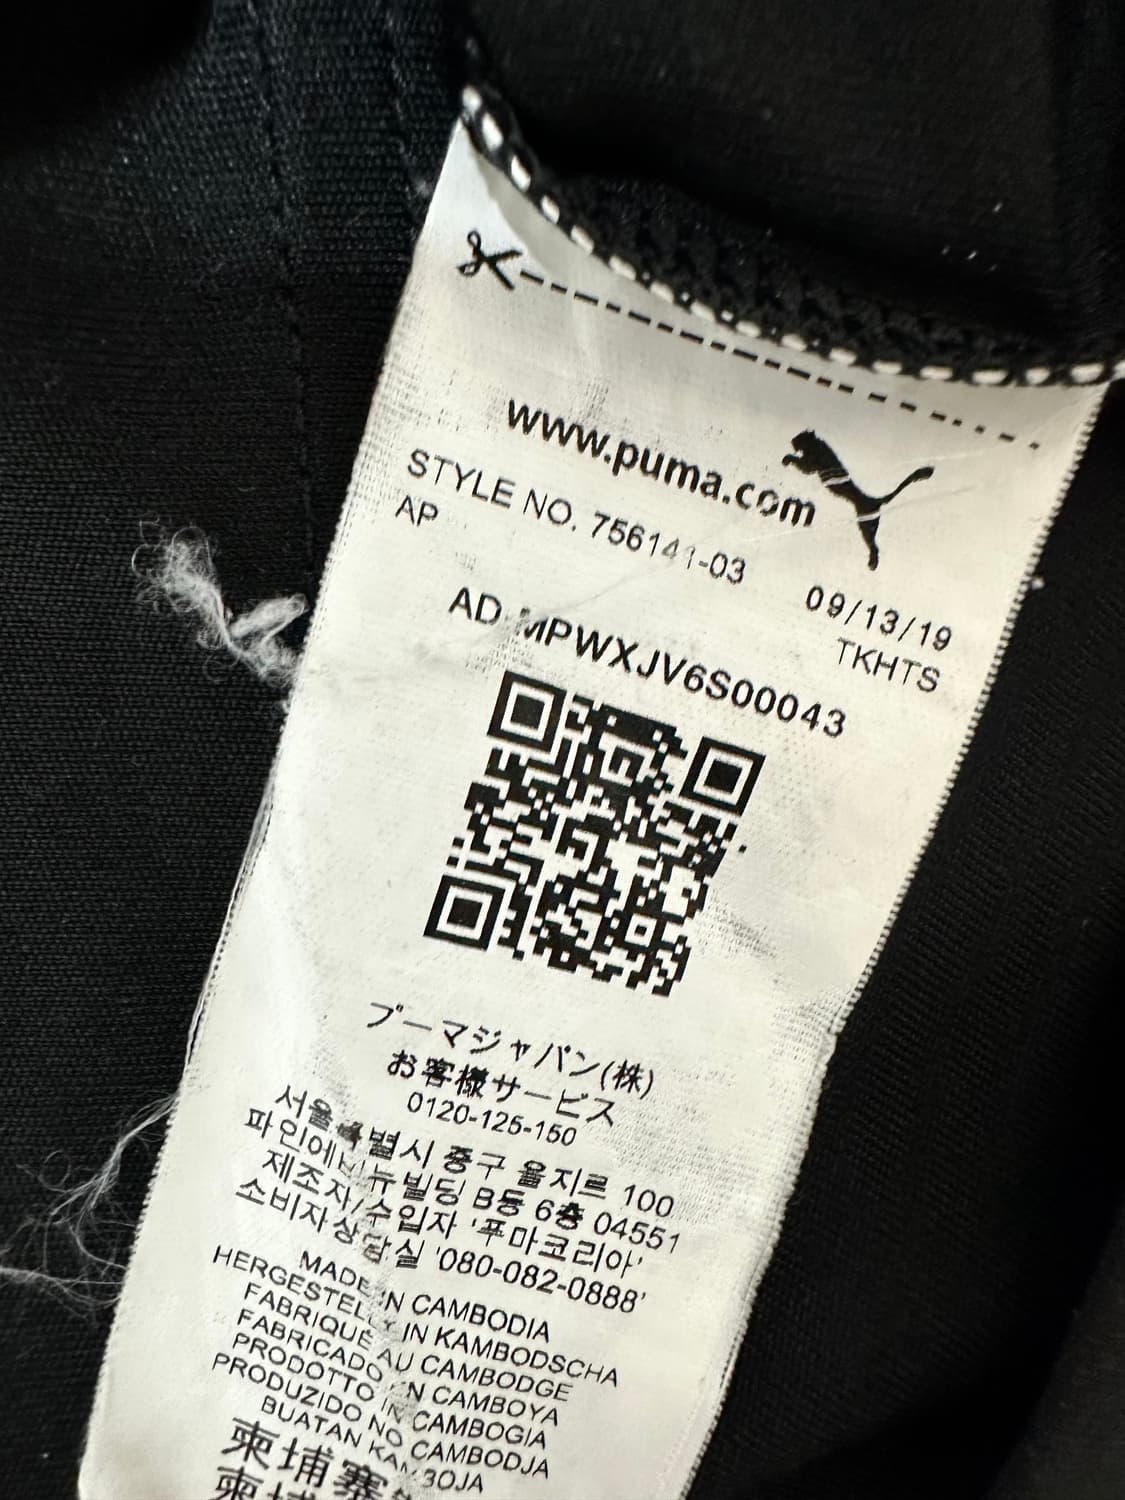 www.puma.com
STYLE NO. 756141-03
09/13/19
AP
TKHTS
AD MPWXJV6S00043
プーマジャパン(株)
お客様サービス
0120-125-150
서울 별시 중구 을지르 100
파인에비뉴빌딩 B동 6층 04551
제조자/수입자 '푸마코리아'
소비자상담실 '080-082-0888'
MADE IN CAMBODIA
HERGESTELLT IN KAMBODSCHA
FABRIQUÉ AU CAMBODGE
FABRICADO EN CAMBOYA
PRODOTTO IN CAMBOGIA
PRODUZIDO NO CAMBODJA
BUATAN
柬埔寨
柬埔